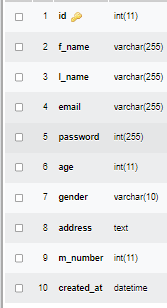 1 id int(11)
2 f_name varchar(255)
3 l_name varchar(255)
4 email varchar(255)
5 password int(255)
6 age int(11)
7 gender varchar(10)
8 address text
9 m_number int(11)
10 created_at datetime